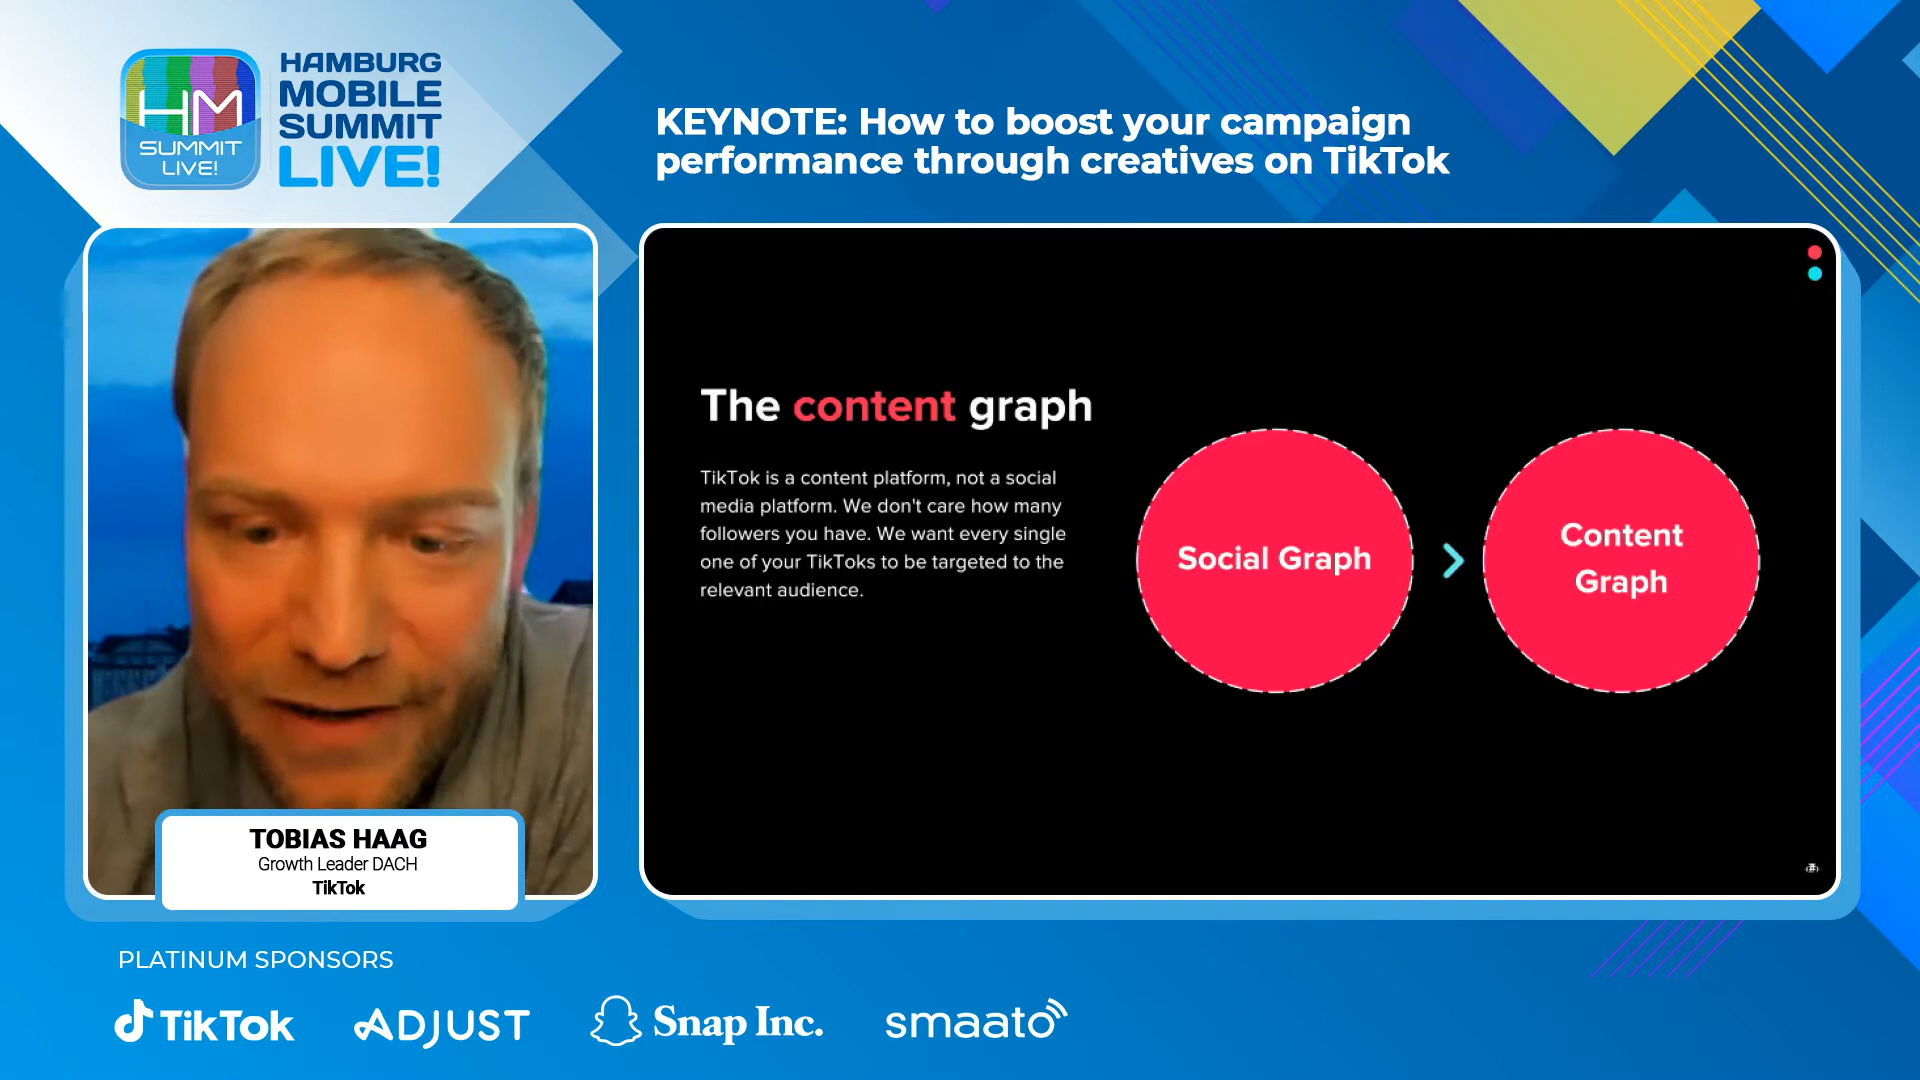 HM
SUMMIT
LIVE!
HAMBURG
MOBILE
SUMMIT
LIVE!
KEYNOTE: How to boost your campaign
performance through creatives on TikTok
The content graph
TikTok is a content platform, not a social
media platform. We don't care how many
followers you have. We want every single
one of your TikToks to be targeted to the
relevant audience.
Social Graph
Content
Graph
TOBIAS HAAG
Growth Leader DACH
TikTok
PLATINUM SPONSORS
TikTok
ADJUST
Snap Inc.
smaato